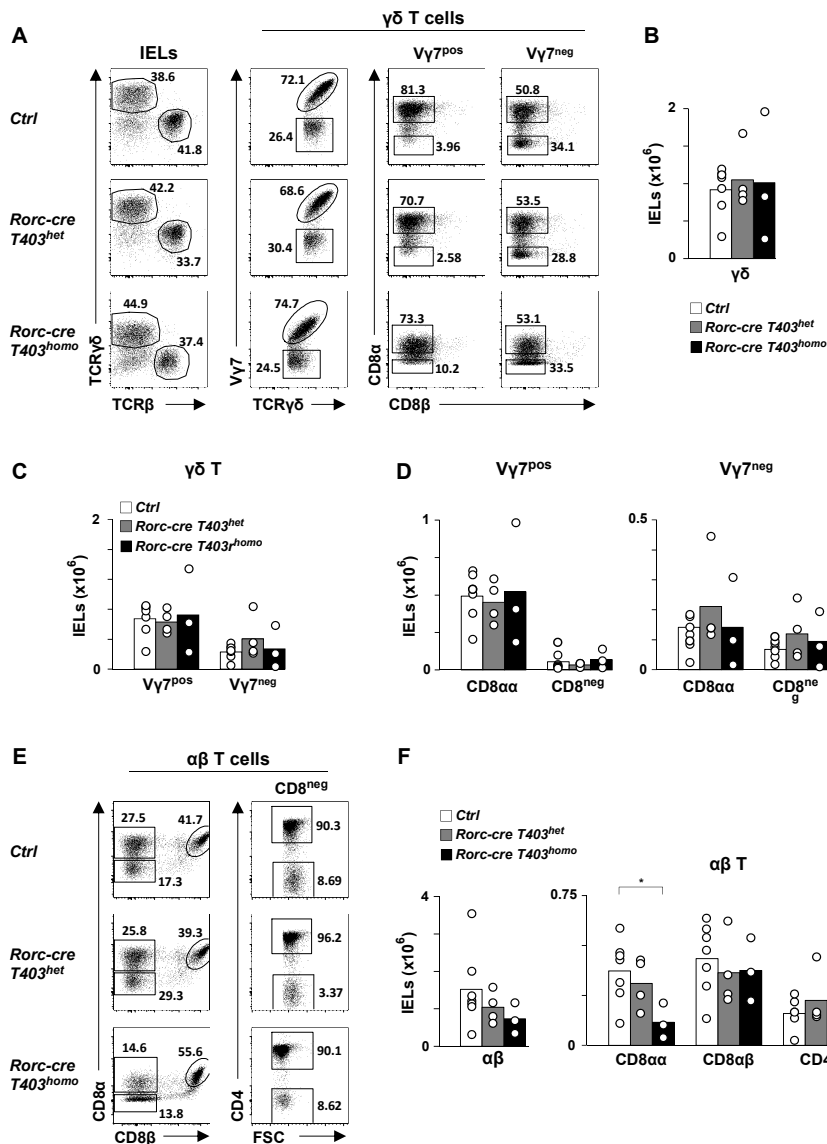 A
γδ T cells
IELs
Vγ7pos
Vγ7neg
Ctrl
38.6
41.8
72.1
26.4
81.3
3.96
50.8
34.1
Rorc-cre
T403het
42.2
33.7
68.6
30.4
70.7
2.58
53.5
28.8
Rorc-cre
T403homo
44.9
37.4
74.7
24.5
73.3
10.2
53.1
33.5
TCRγδ
TCRβ
Vγ7
TCRγδ
CD8α
CD8β
B
IELs (x106)
2
1
0
γδ
Ctrl
Rorc-cre T403het
Rorc-cre T403homo
C
γδ T
Ctrl
Rorc-cre T403het
Rorc-cre T403rhomo
IELs (x106)
2
0
Vγ7pos
Vγ7neg
D
Vγ7pos
Vγ7neg
IELs (x106)
1
0
CD8αα
CD8neg
0.5
0
CD8αα
CD8ne
g
E
αβ T cells
CD8neg
Ctrl
27.5
41.7
17.3
90.3
8.69
Rorc-cre
T403het
25.8
39.3
29.3
96.2
3.37
Rorc-cre
T403homo
14.6
55.6
13.8
90.1
8.62
CD8α
CD8β
CD4
FSC
F
Ctrl
Rorc-cre T403het
Rorc-cre T403homo
αβ T
IELs (x106)
4
2
0
αβ
0.75
0
*
CD8αα
CD8αβ
CD4